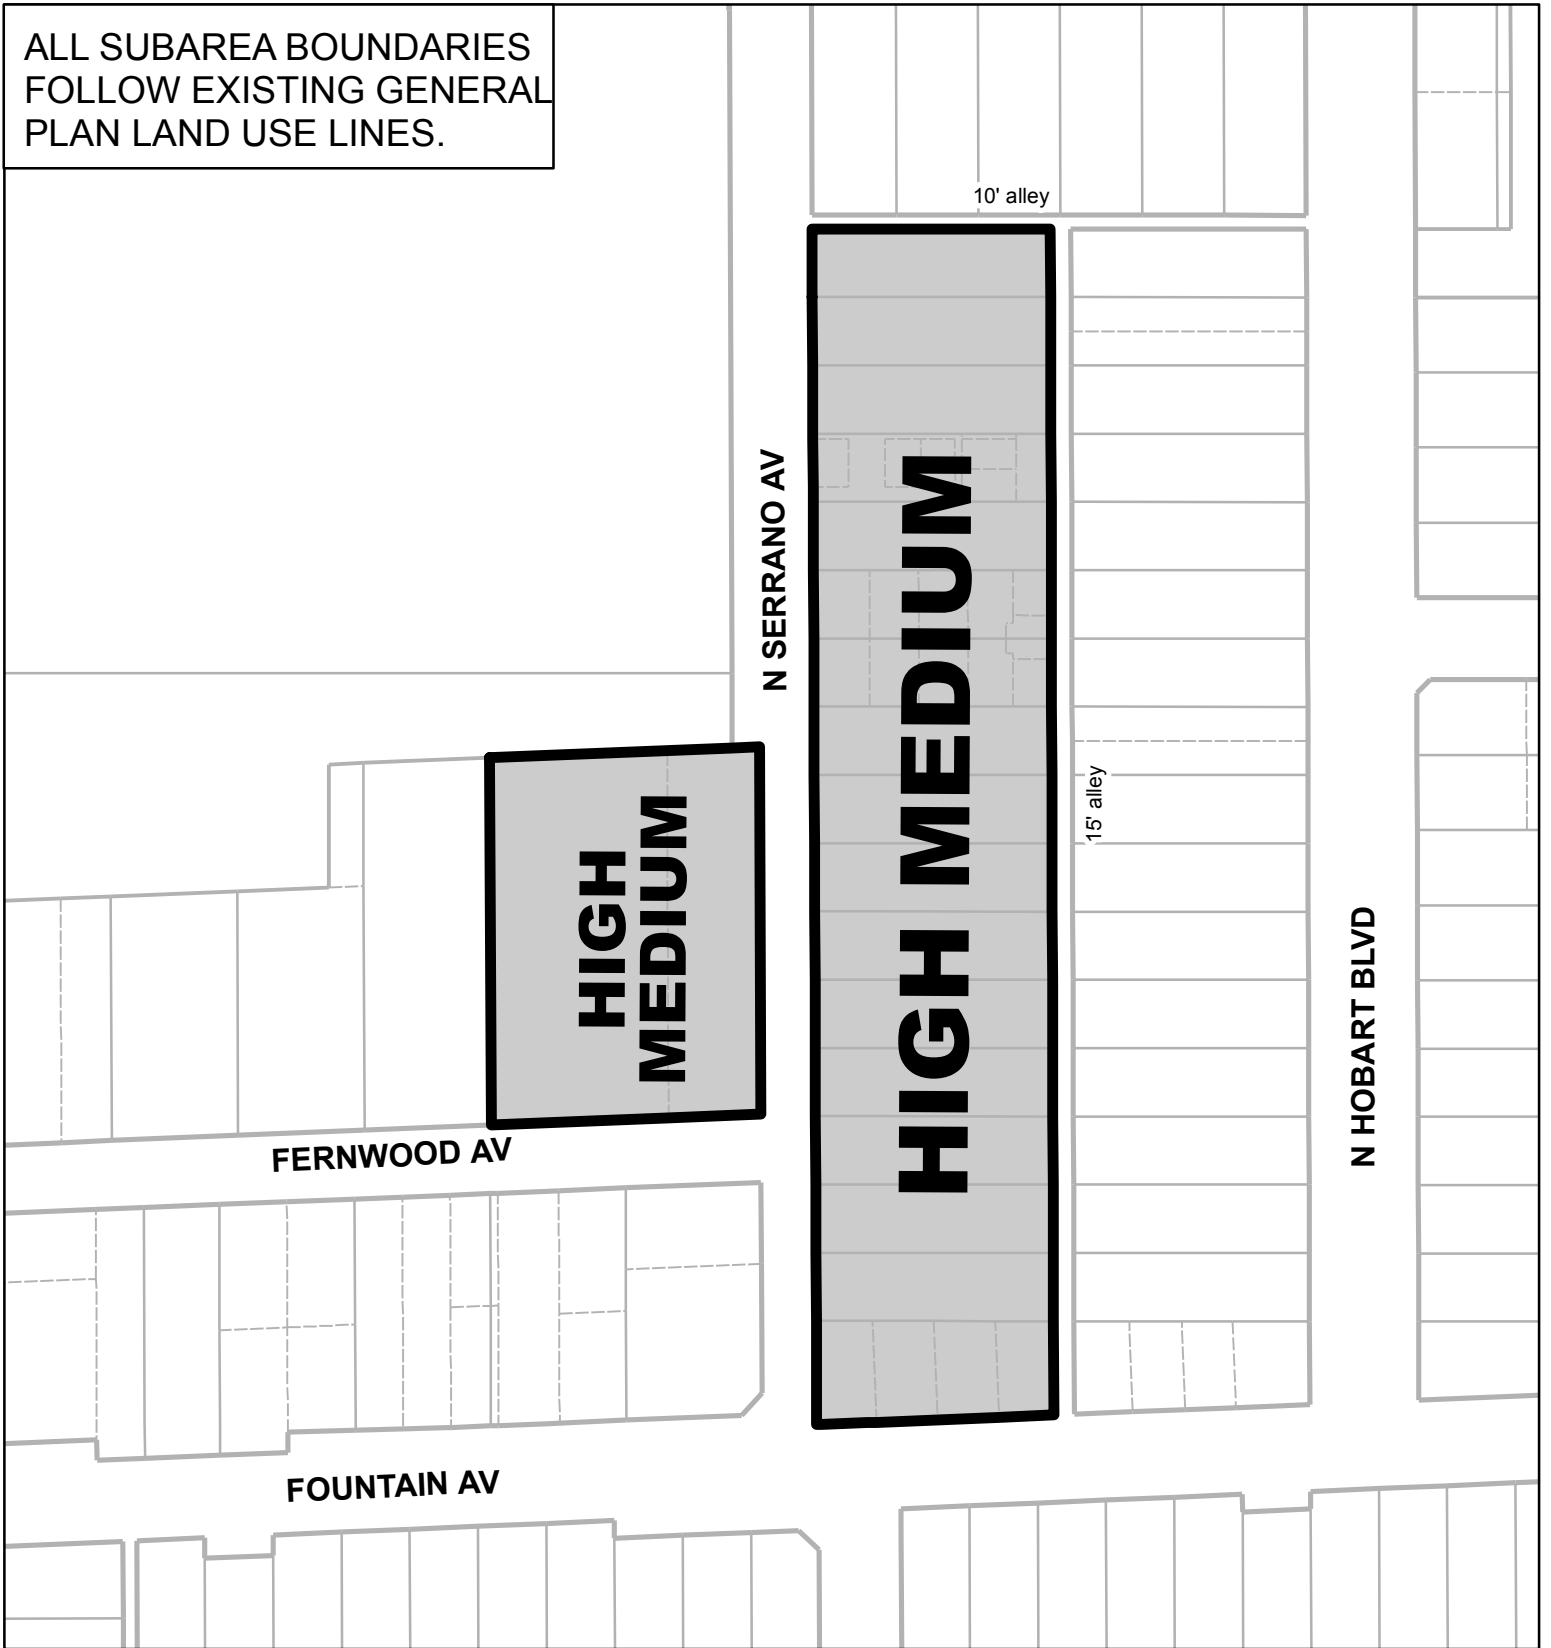 ALL SUBAREA BOUNDARIES
FOLLOW EXISTING GENERAL
PLAN LAND USE LINES.
10' alley
N SERRANO AV
HIGH MEDIUM
HIGH
MEDIUM
15' alley
N HOBART BLVD
FERNWOOD AV
FOUNTAIN AV